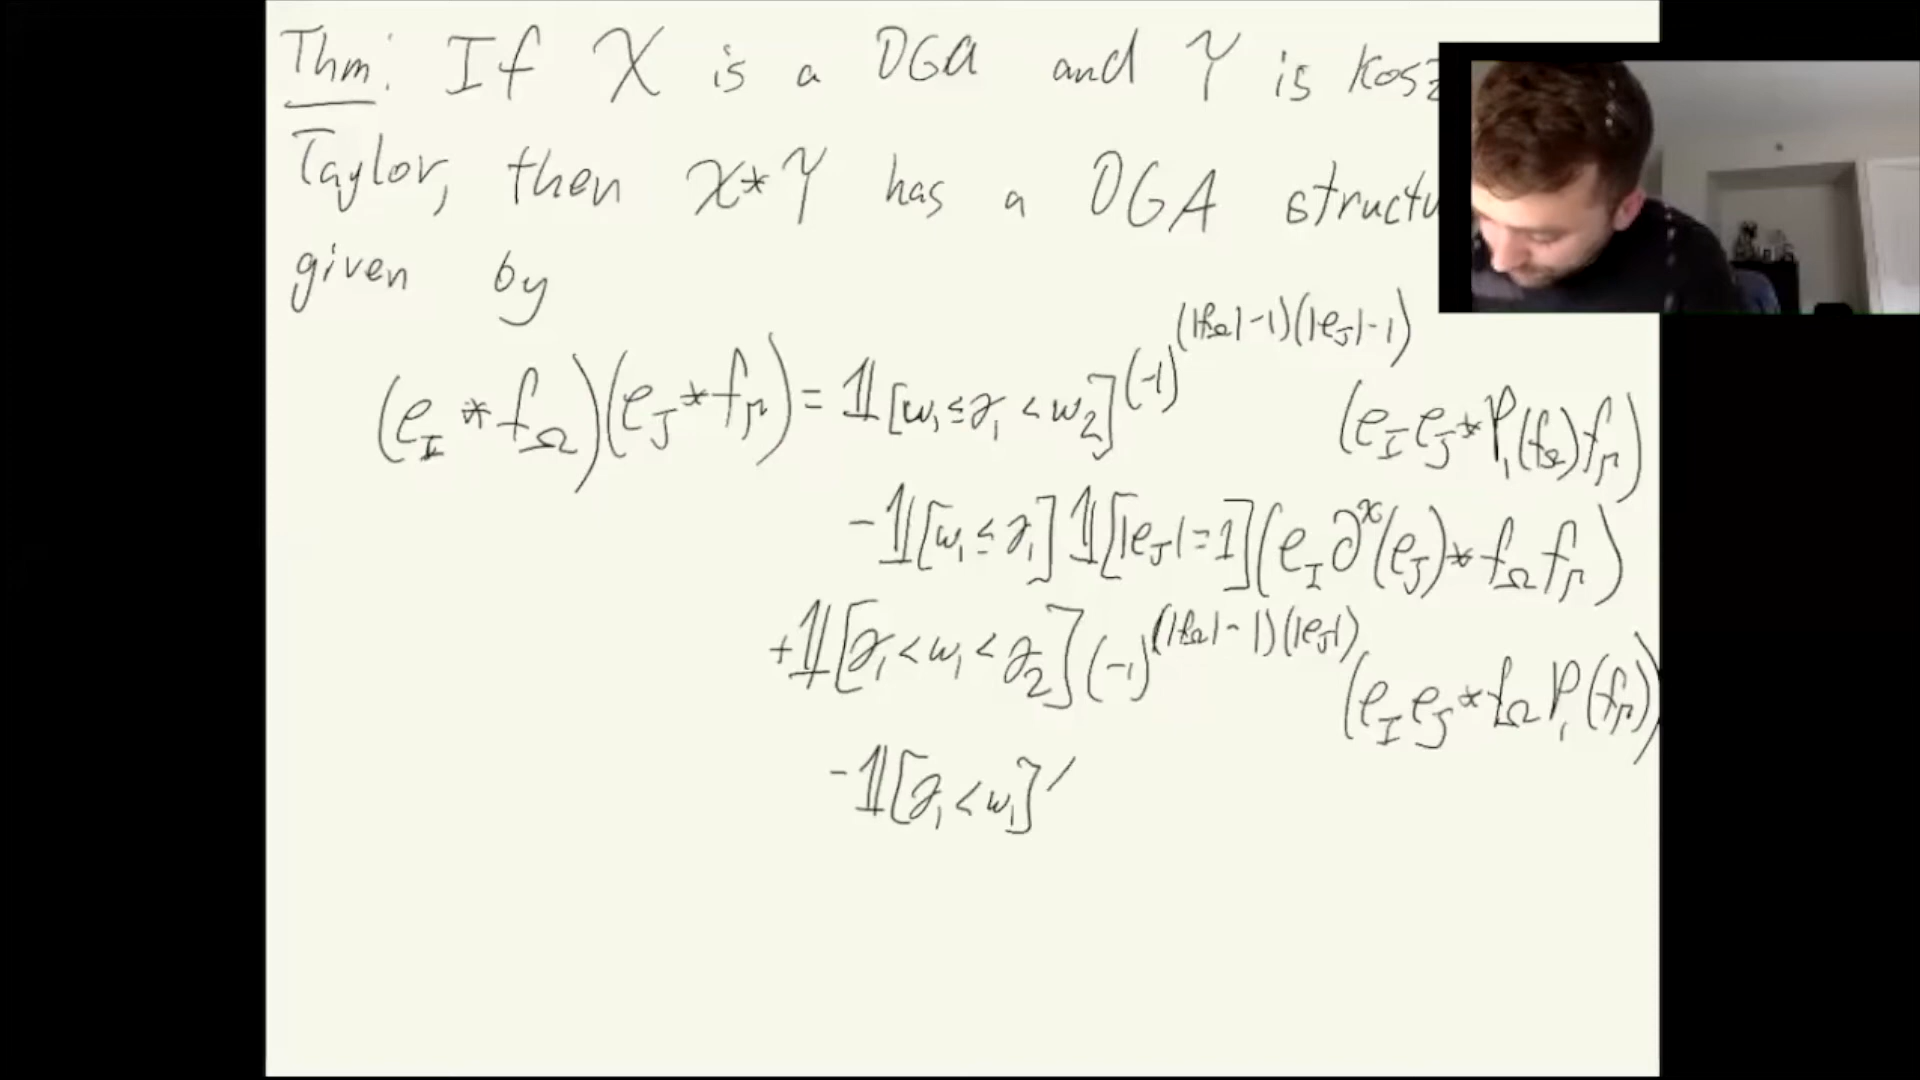 Thm: If X is a DGA and Y is Kosz
Taylor, then X*Y has a DGA structu
given by
(e_I * f_Ω)(e_J * f_Γ) = 𝟙[ω_1 ≤ γ_1 < ω_2] (-1)^{(|f_Ω|-1)(|e_J|-1)} (e_I e_J * P_1(f_Ω) f_Γ)
- 𝟙[ω_1 ≤ γ_1] 𝟙[|e_J| = 1] (e_I ∂^X(e_J) * f_Ω f_Γ)
+ 𝟙[γ_1 < ω_1 < γ_2] (-1)^{(|f_Ω|-1)(|e_J|)} (e_I e_J * f_Ω P_1(f_Γ))
- 𝟙[γ_1 < ω_1]